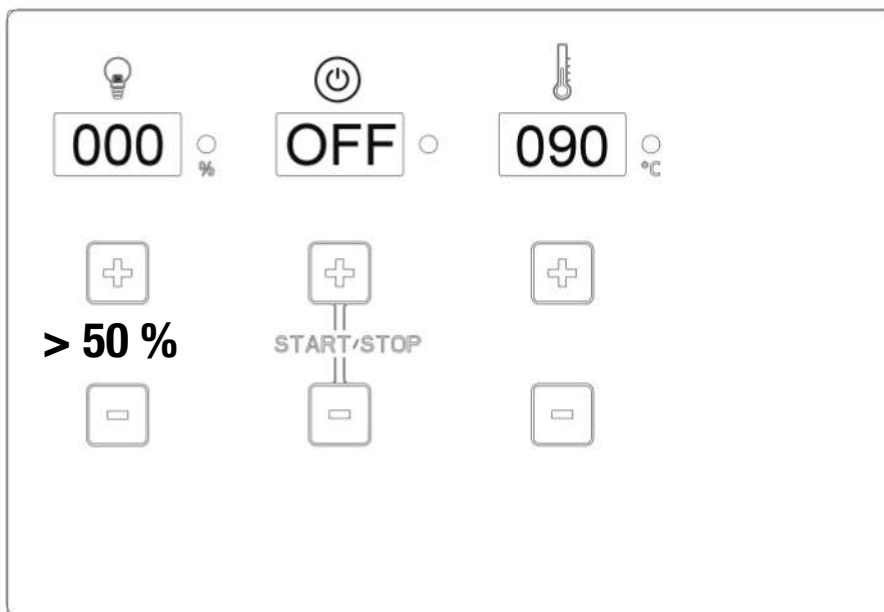 000 OFF 090
% °C
+ + +
> 50 %
START/STOP
- - -